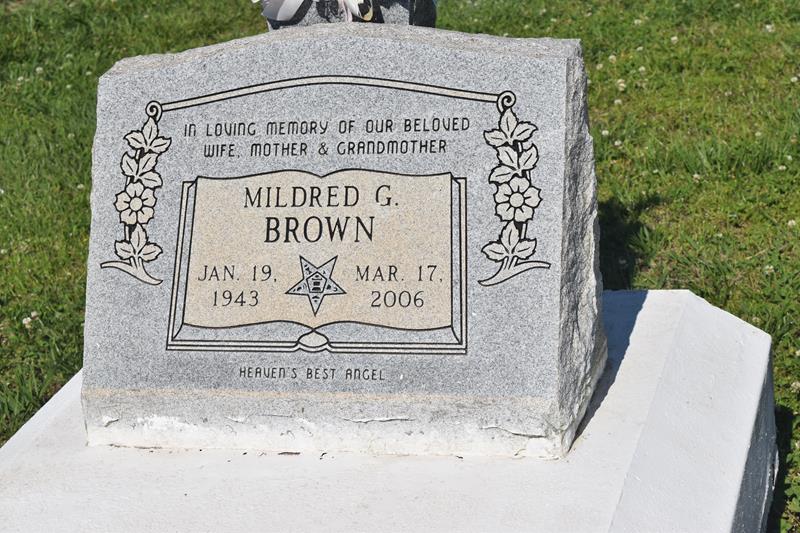 IN LOVING MEMORY OF OUR BELOVED
WIFE, MOTHER & GRANDMOTHER
MILDRED G.
BROWN
JAN. 19, MAR. 17,
1943 2006
HEAVEN'S BEST ANGEL